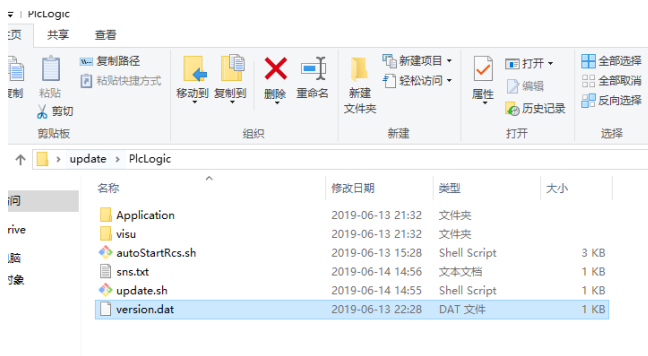 PlcLogic
主页 共享 查看
复制 粘贴 复制路径 粘贴快捷方式 剪切
移动到 复制到 删除 重命名
新建文件夹 新建项目 轻松访问
属性 打开 编辑 历史记录
全部选择 全部取消 反向选择
剪贴板 组织 新建 打开 选择
update > PlcLogic
名称 修改日期 类型 大小
问
rive
脑
对象
Application 2019-06-13 21:32 文件夹
visu 2019-06-13 21:32 文件夹
autoStartRcs.sh 2019-06-13 15:28 Shell Script 3 KB
sns.txt 2019-06-14 14:56 文本文档 1 KB
update.sh 2019-06-14 14:55 Shell Script 1 KB
version.dat 2019-06-13 22:28 DAT 文件 1 KB